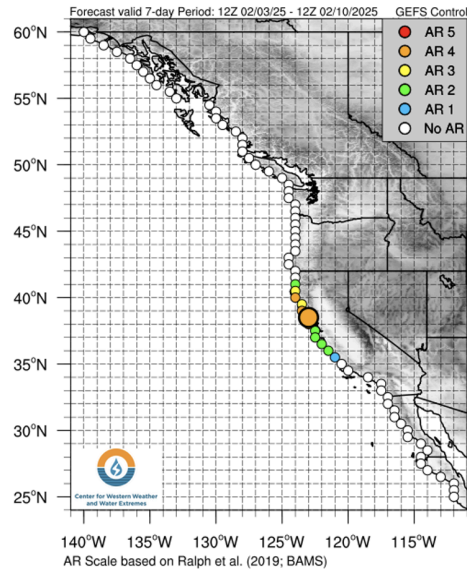 Forecast valid 7-day Period: 12Z 02/03/25 - 12Z 02/10/2025 GEFS Control
AR 5
AR 4
AR 3
AR 2
AR 1
No AR
60°N
55°N
50°N
45°N
40°N
35°N
30°N
25°N
Center for Western Weather
and Water Extremes
140°W 135°W 130°W 125°W 120°W 115°W
AR Scale based on Ralph et al. (2019; BAMS)